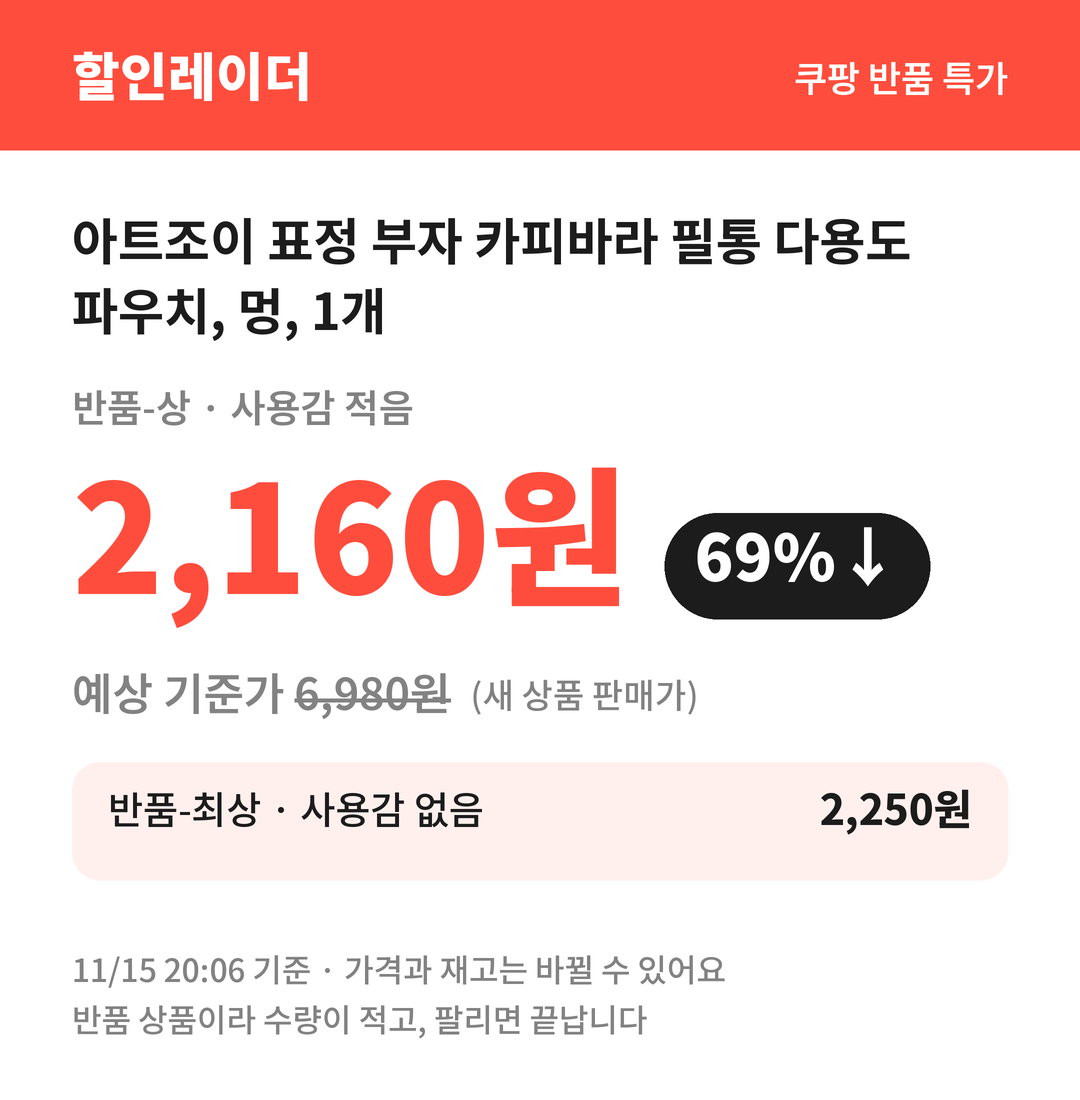 할인레이더
쿠팡 반품 특가
아트조이 표정 부자 카피바라 필통 다용도
파우치, 멍, 1개
반품-상 · 사용감 적음
2,160원 69%↓
예상 기준가 6,980원 (새 상품 판매가)
반품-최상 · 사용감 없음 2,250원
11/15 20:06 기준 · 가격과 재고는 바뀔 수 있어요
반품 상품이라 수량이 적고, 팔리면 끝납니다